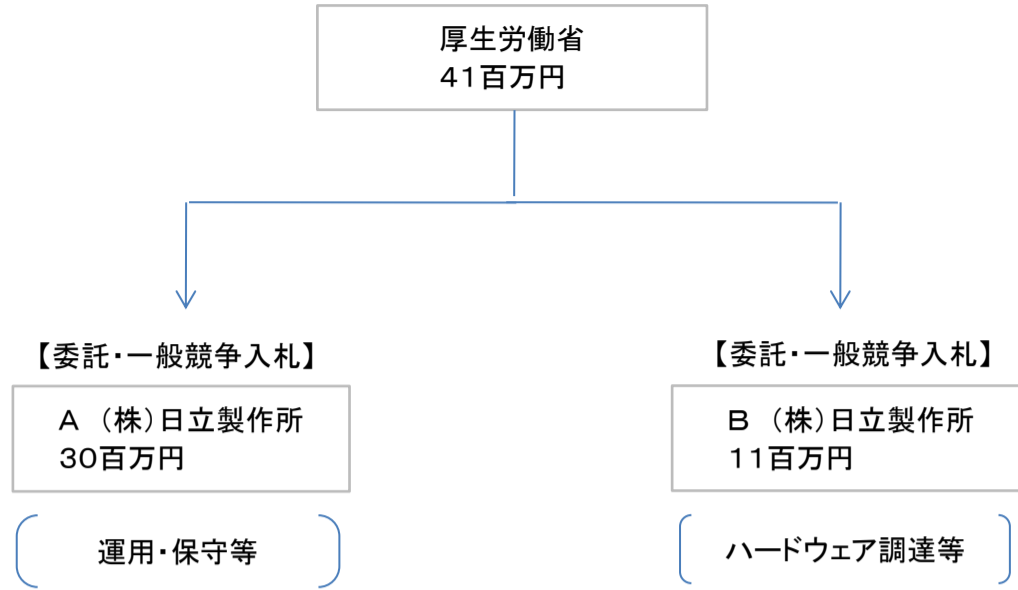 厚生労働省
41百万円
【委託・一般競争入札】
A （株）日立製作所
30百万円
運用・保守等
【委託・一般競争入札】
B （株）日立製作所
11百万円
ハードウェア調達等